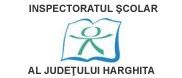 INSPECTORATUL ŞCOLAR
AL JUDEŢULUI HARGHITA